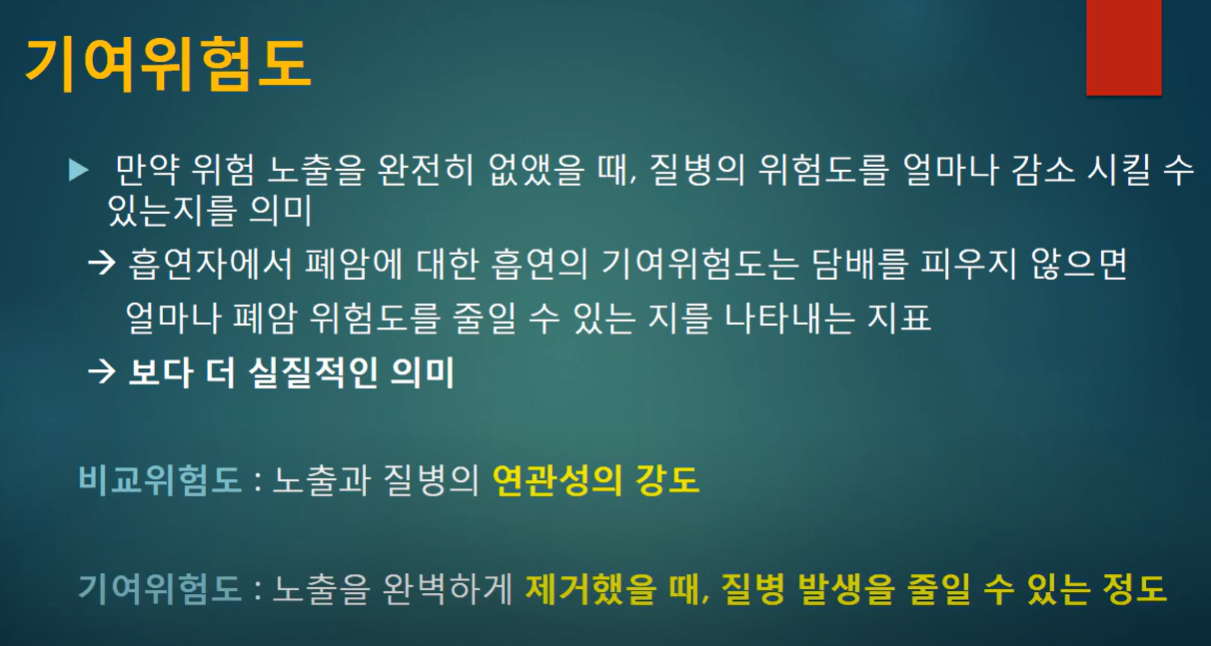 기여위험도
만약 위험 노출을 완전히 없앴을 때, 질병의 위험도를 얼마나 감소 시킬 수
있는지를 의미
→ 흡연자에서 폐암에 대한 흡연의 기여위험도는 담배를 피우지 않으면
얼마나 폐암 위험도를 줄일 수 있는 지를 나타내는 지표
→ 보다 더 실질적인 의미
비교위험도 : 노출과 질병의 연관성의 강도
기여위험도 : 노출을 완벽하게 제거했을 때, 질병 발생을 줄일 수 있는 정도